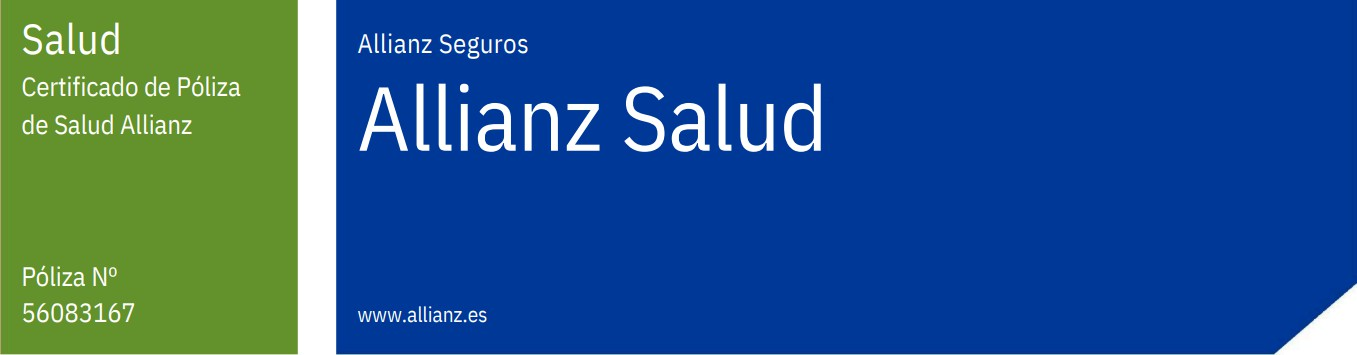 Salud
Certificado de Póliza
de Salud Allianz
Póliza Nº
56083167
Allianz Seguros
Allianz Salud
www.allianz.es